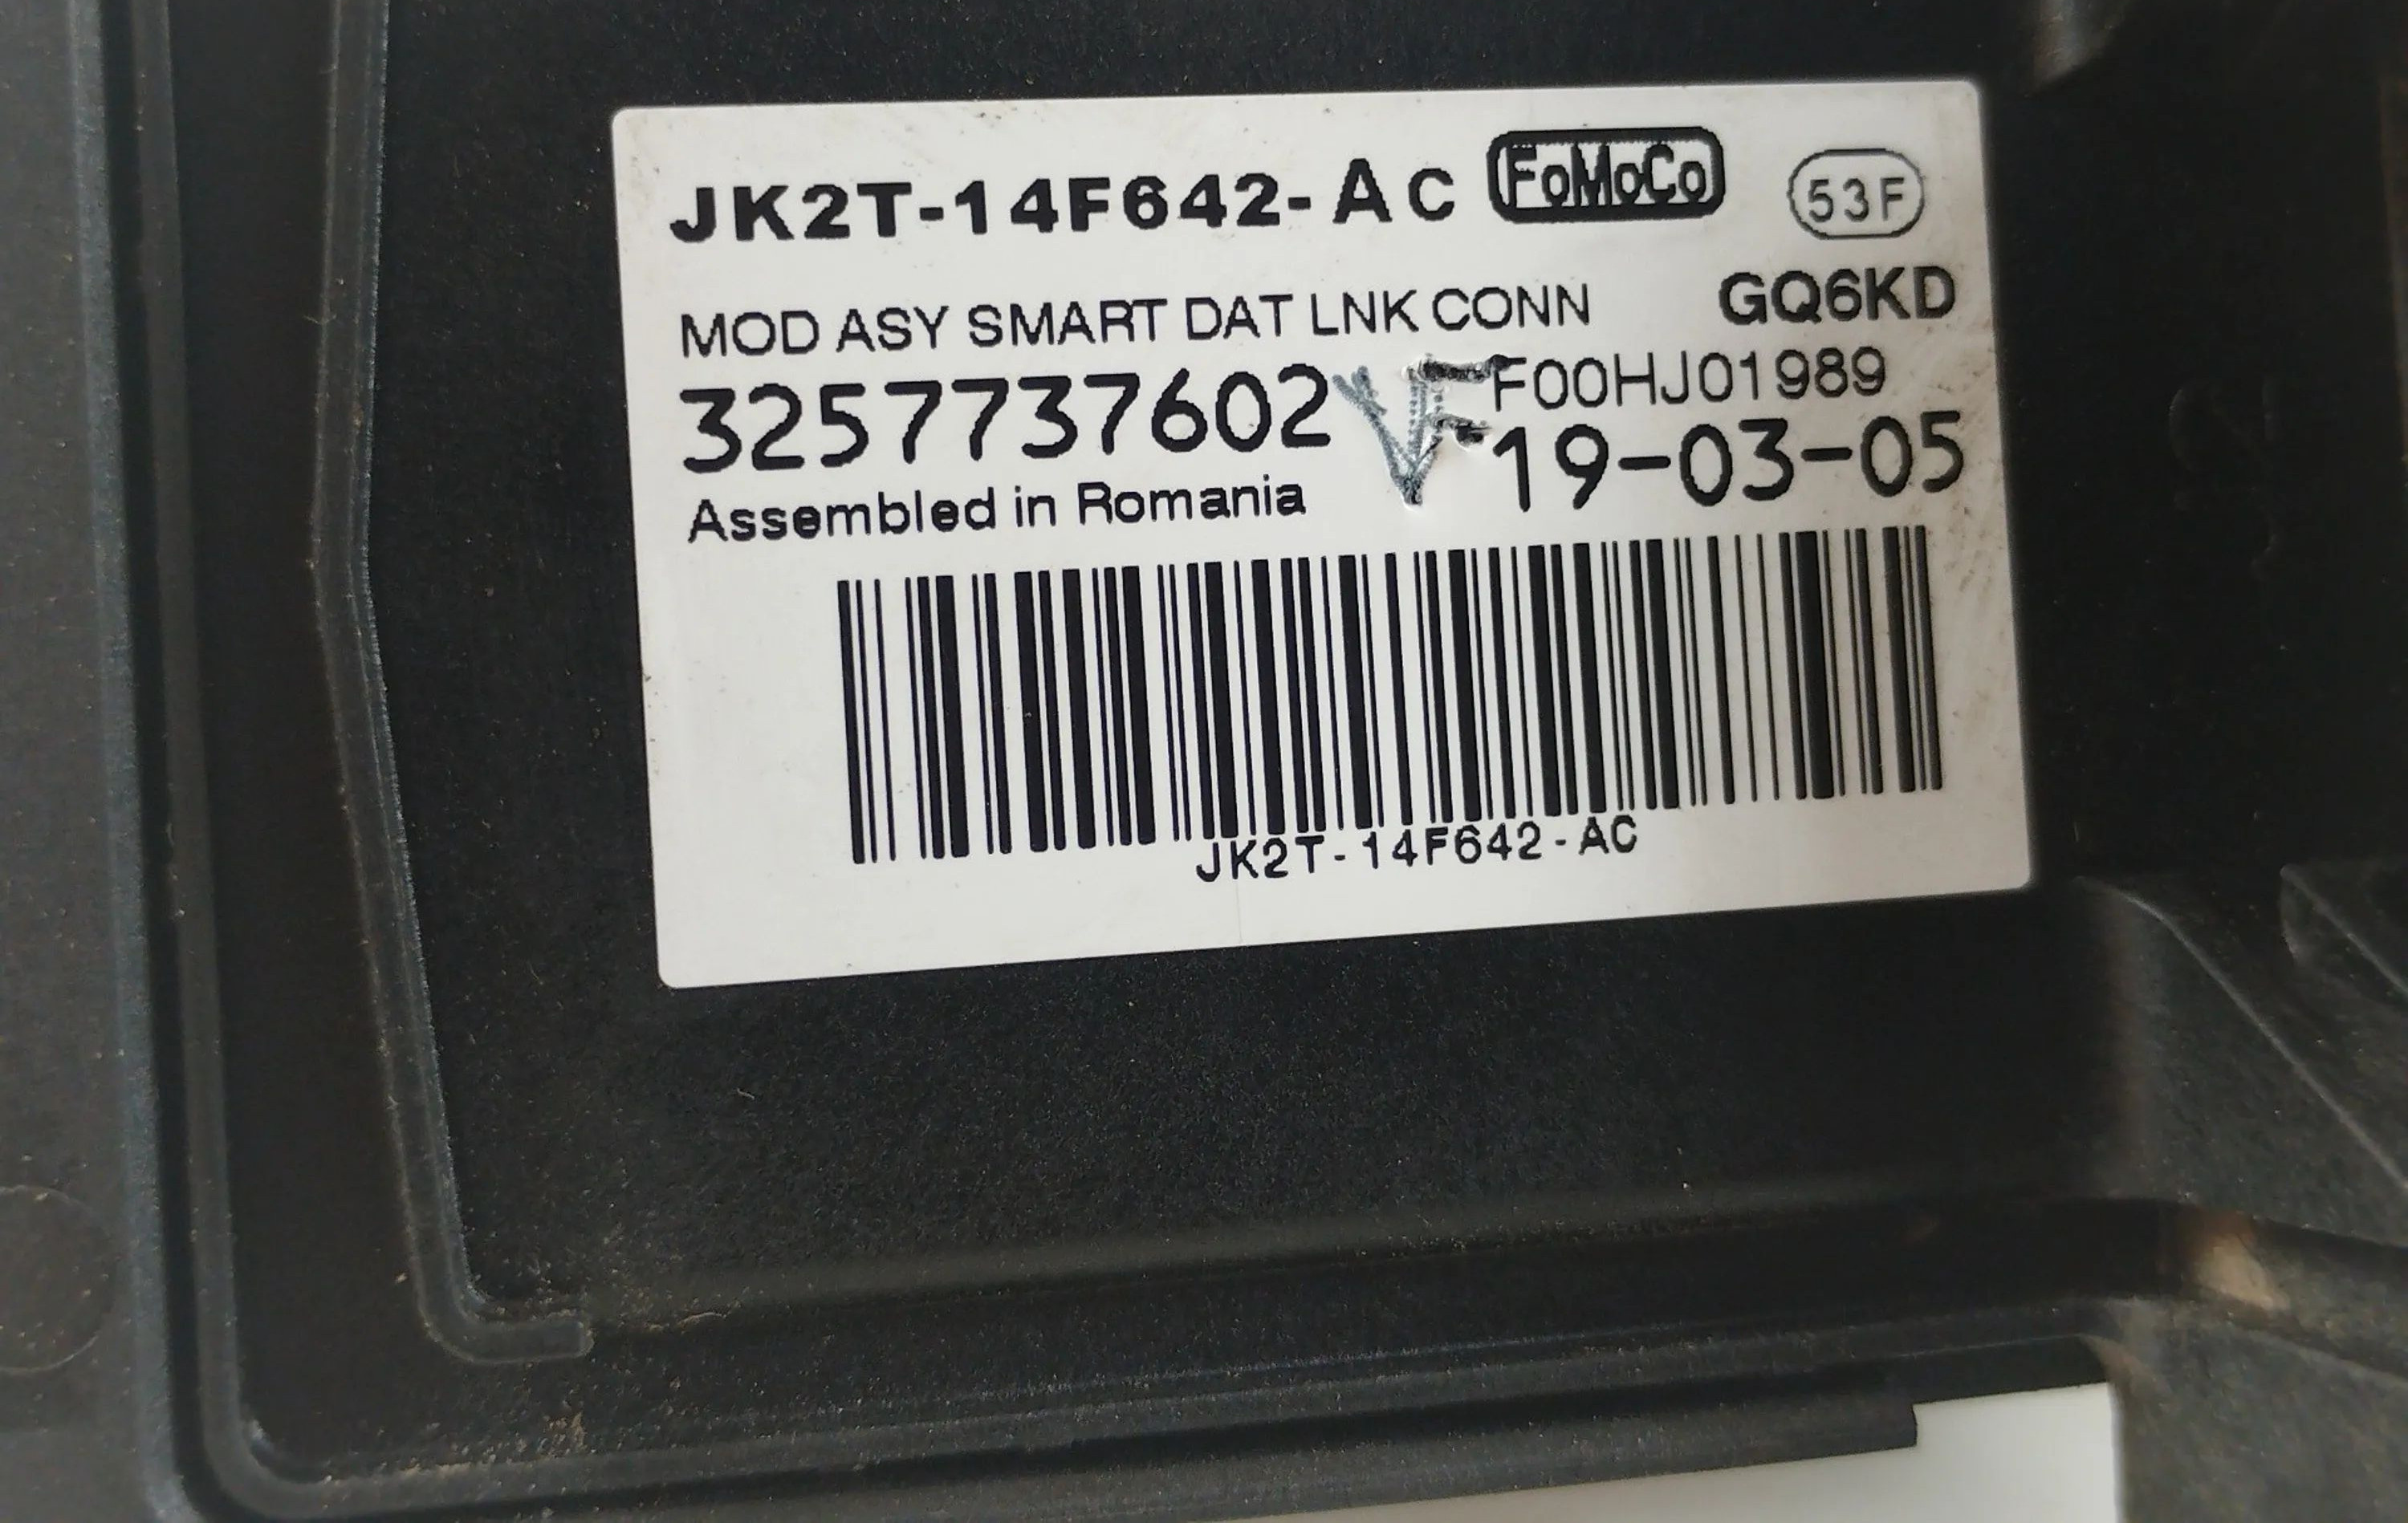 JK2T-14F642-AC FoMoCo 53F
MOD ASY SMART DAT LNK CONN GQ6KD
3257737602 VF F00HJ01989
Assembled in Romania 19-03-05
JK2T-14F642-AC